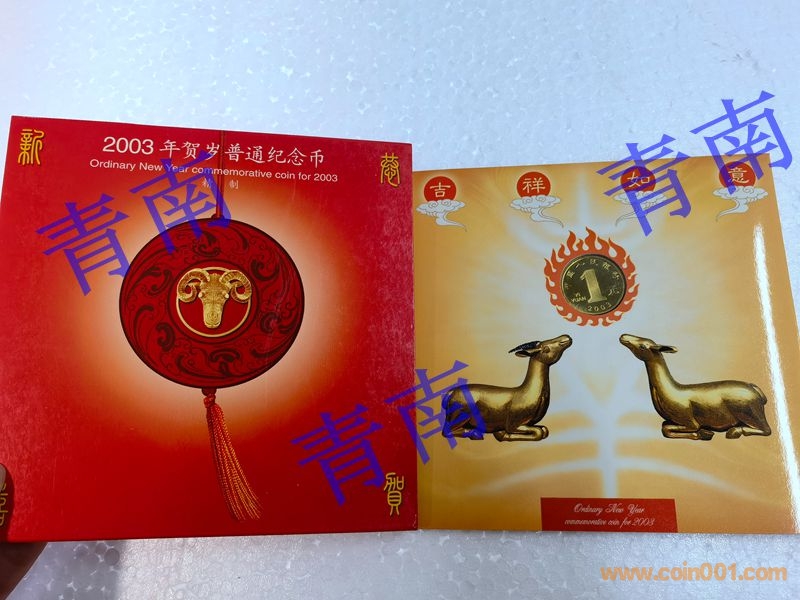 新
恭
2003 年贺岁普通纪念币
Ordinary New Year commemorative coin for 2003
精 制
賀
吉 祥 如 意
1
YI
YUAN
2003
Ordinary New Year
commemorative coin for 2003
青南
青南
青南
www.coin001.com